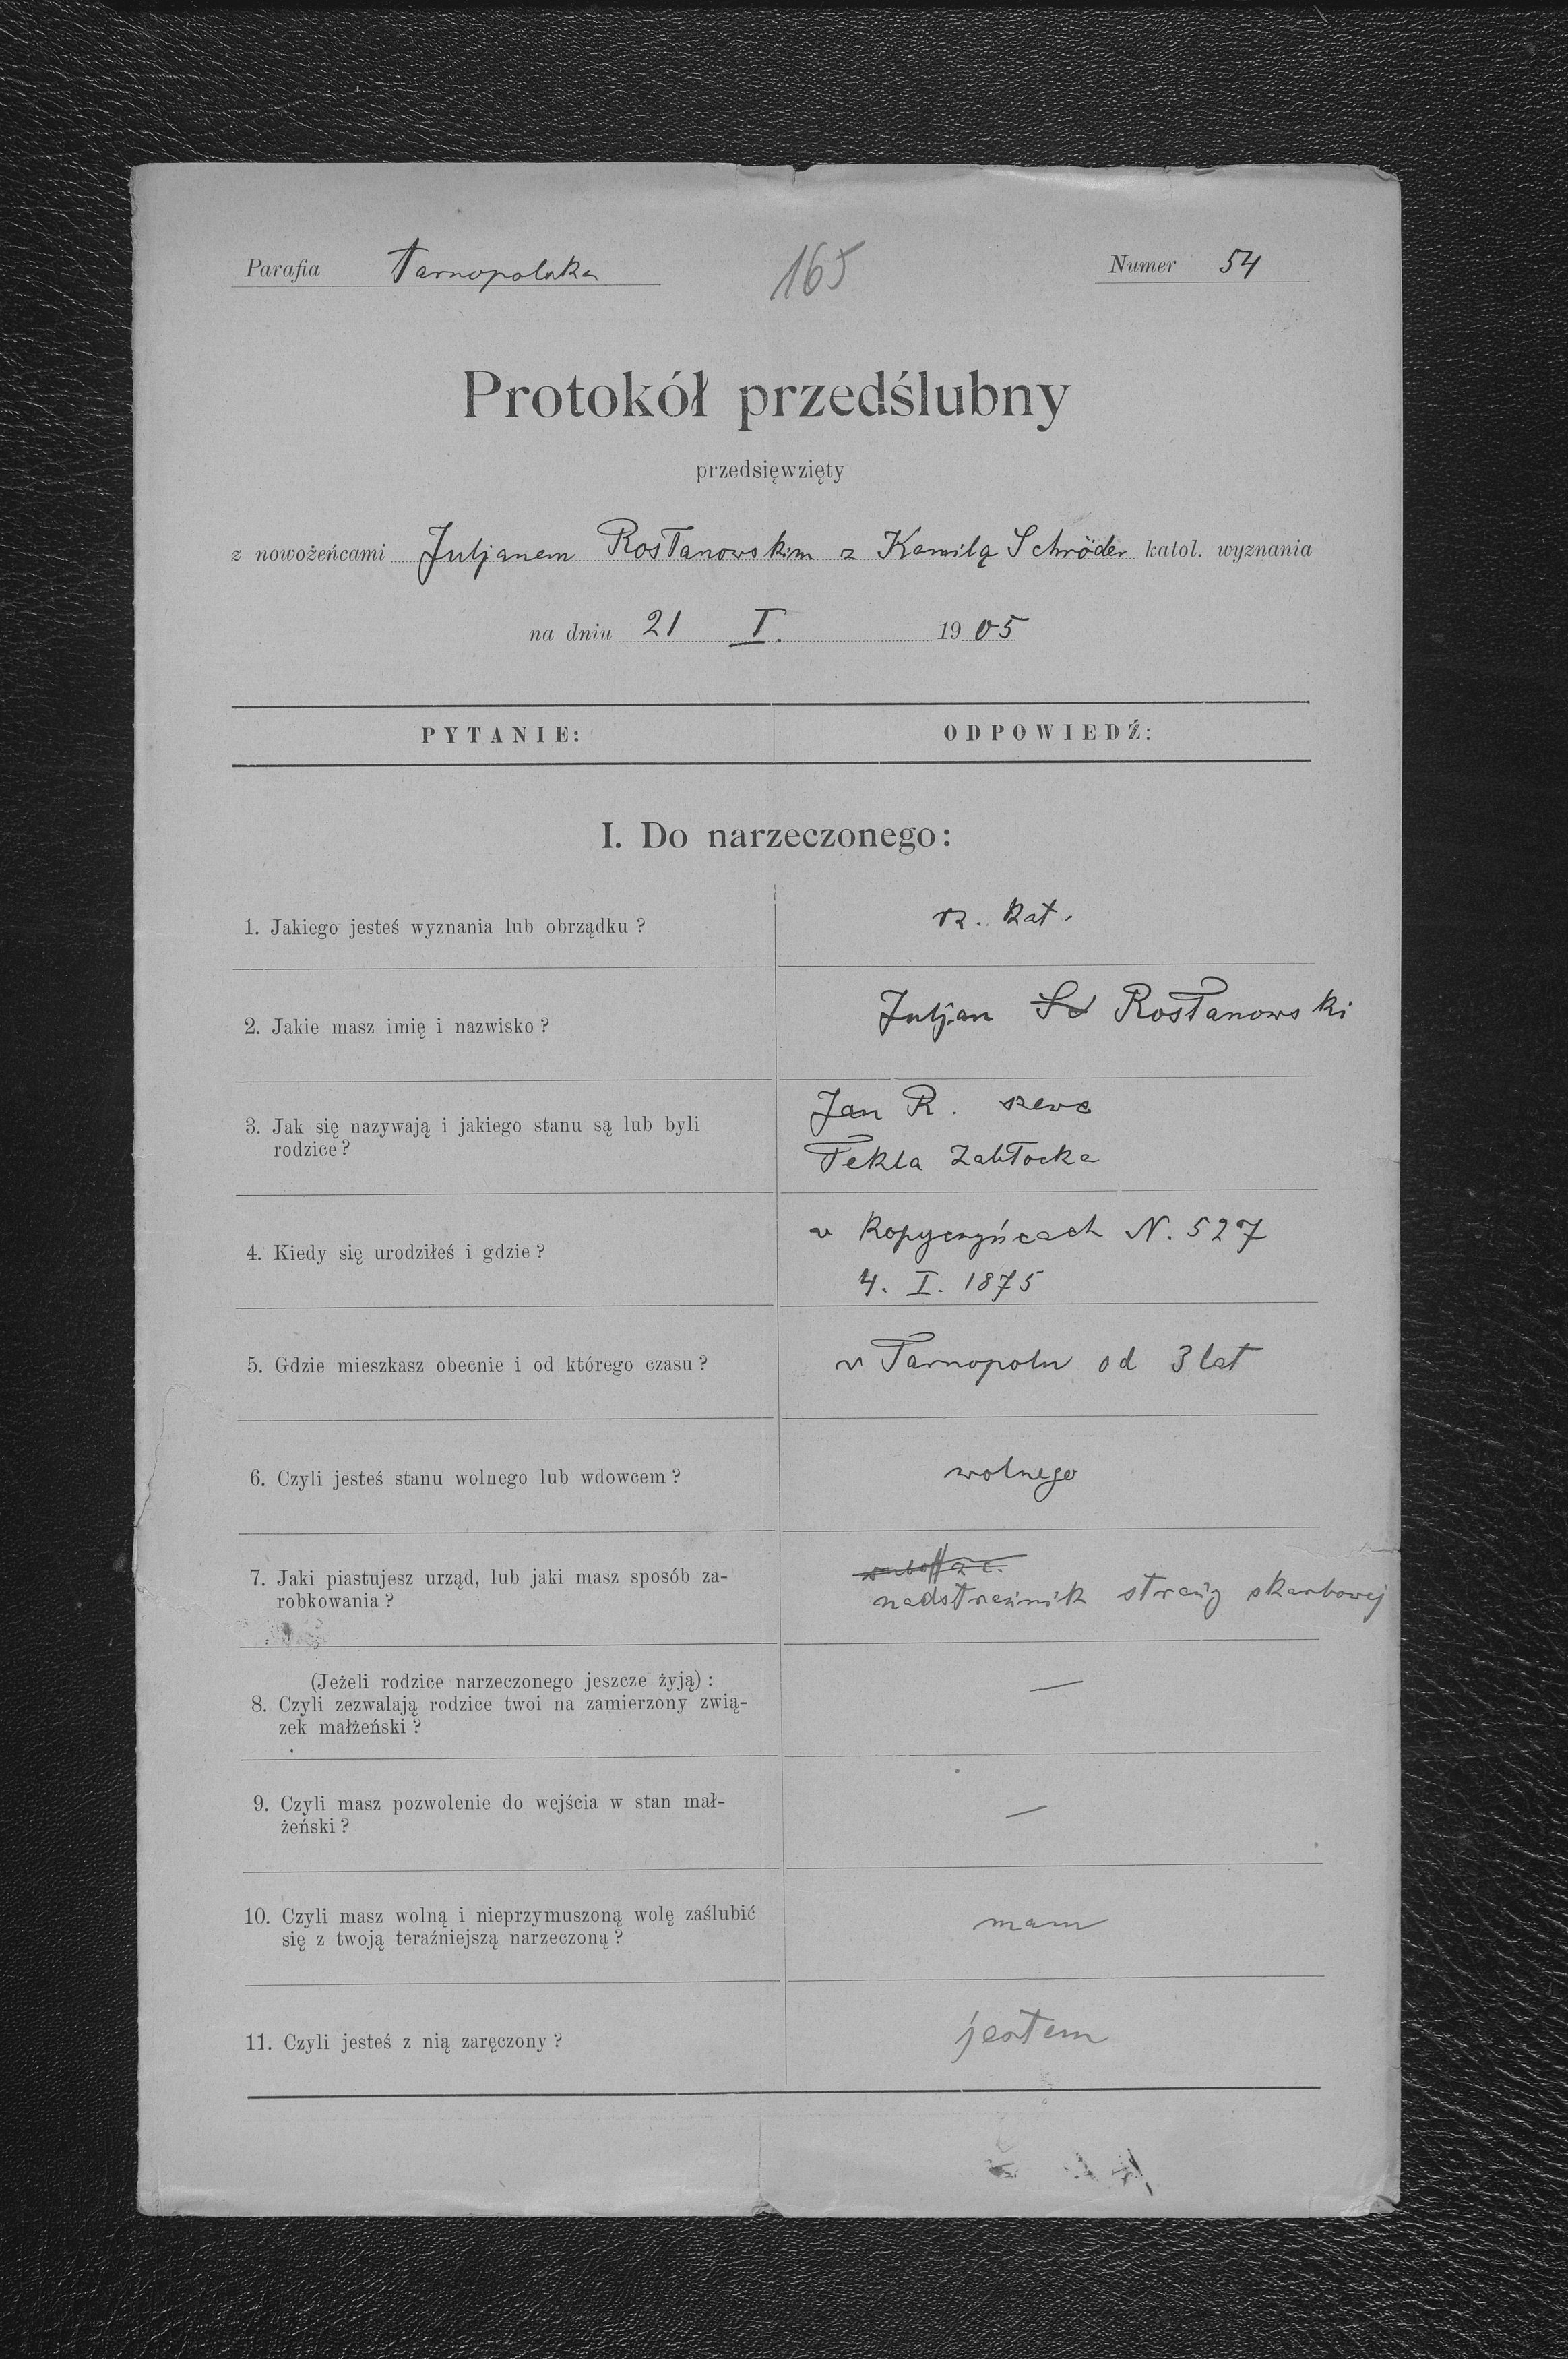 Parafia Tarnopolska 165 Numer 54
Protokół przedślubny
przedsięwzięty
z nowożeńcami Juljanem Rosłanowskim z Kamilą Schröder katol. wyznania
na dniu 21 I. 1905
PYTANIE: ODPOWIEDŹ:
I. Do narzeczonego:
1. Jakiego jesteś wyznania lub obrządku ? rz. kat.
2. Jakie masz imię i nazwisko ? Juljan Rosłanowski
Jan R. szewc
3. Jak się nazywają i jakiego stanu są lub byli
rodzice ? Tekla Zabłocka
w Kopyczyńcach N. 527
4. Kiedy się urodziłeś i gdzie ?
4. I. 1875
5. Gdzie mieszkasz obecnie i od którego czasu ? w Tarnopolu od 3 lat
6. Czyli jesteś stanu wolnego lub wdowcem ? wolnego
7. Jaki piastujesz urząd, lub jaki masz sposób za-
robkowania ? nadstrażnik straży skarbowej
(Jeżeli rodzice narzeczonego jeszcze żyją) :
8. Czyli zezwalają rodzice twoi na zamierzony zwią- —
zek małżeński ?
9. Czyli masz pozwolenie do wejścia w stan mał- —
żeński ?
10. Czyli masz wolną i nieprzymuszoną wolę zaślubić mam
się z twoją teraźniejszą narzeczoną ?
11. Czyli jesteś z nią zaręczony ? jestem